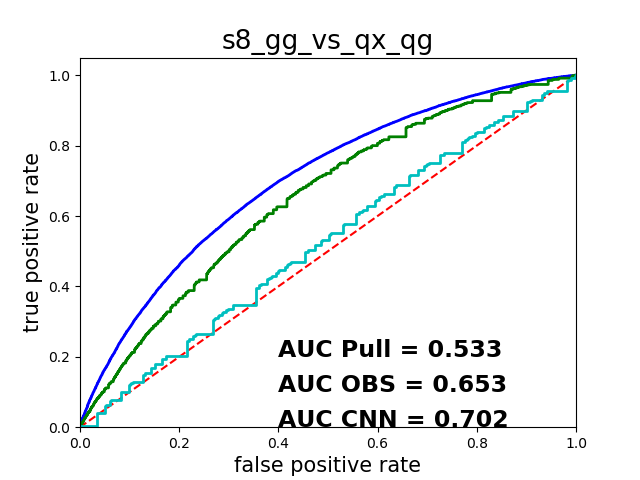 s8_gg_vs_qx_qg
true positive rate
1.0
0.8
0.6
0.4
0.2
0.0
AUC Pull = 0.533
AUC OBS = 0.653
AUC CNN = 0.702
0.0 0.2 0.4 0.6 0.8 1.0
false positive rate